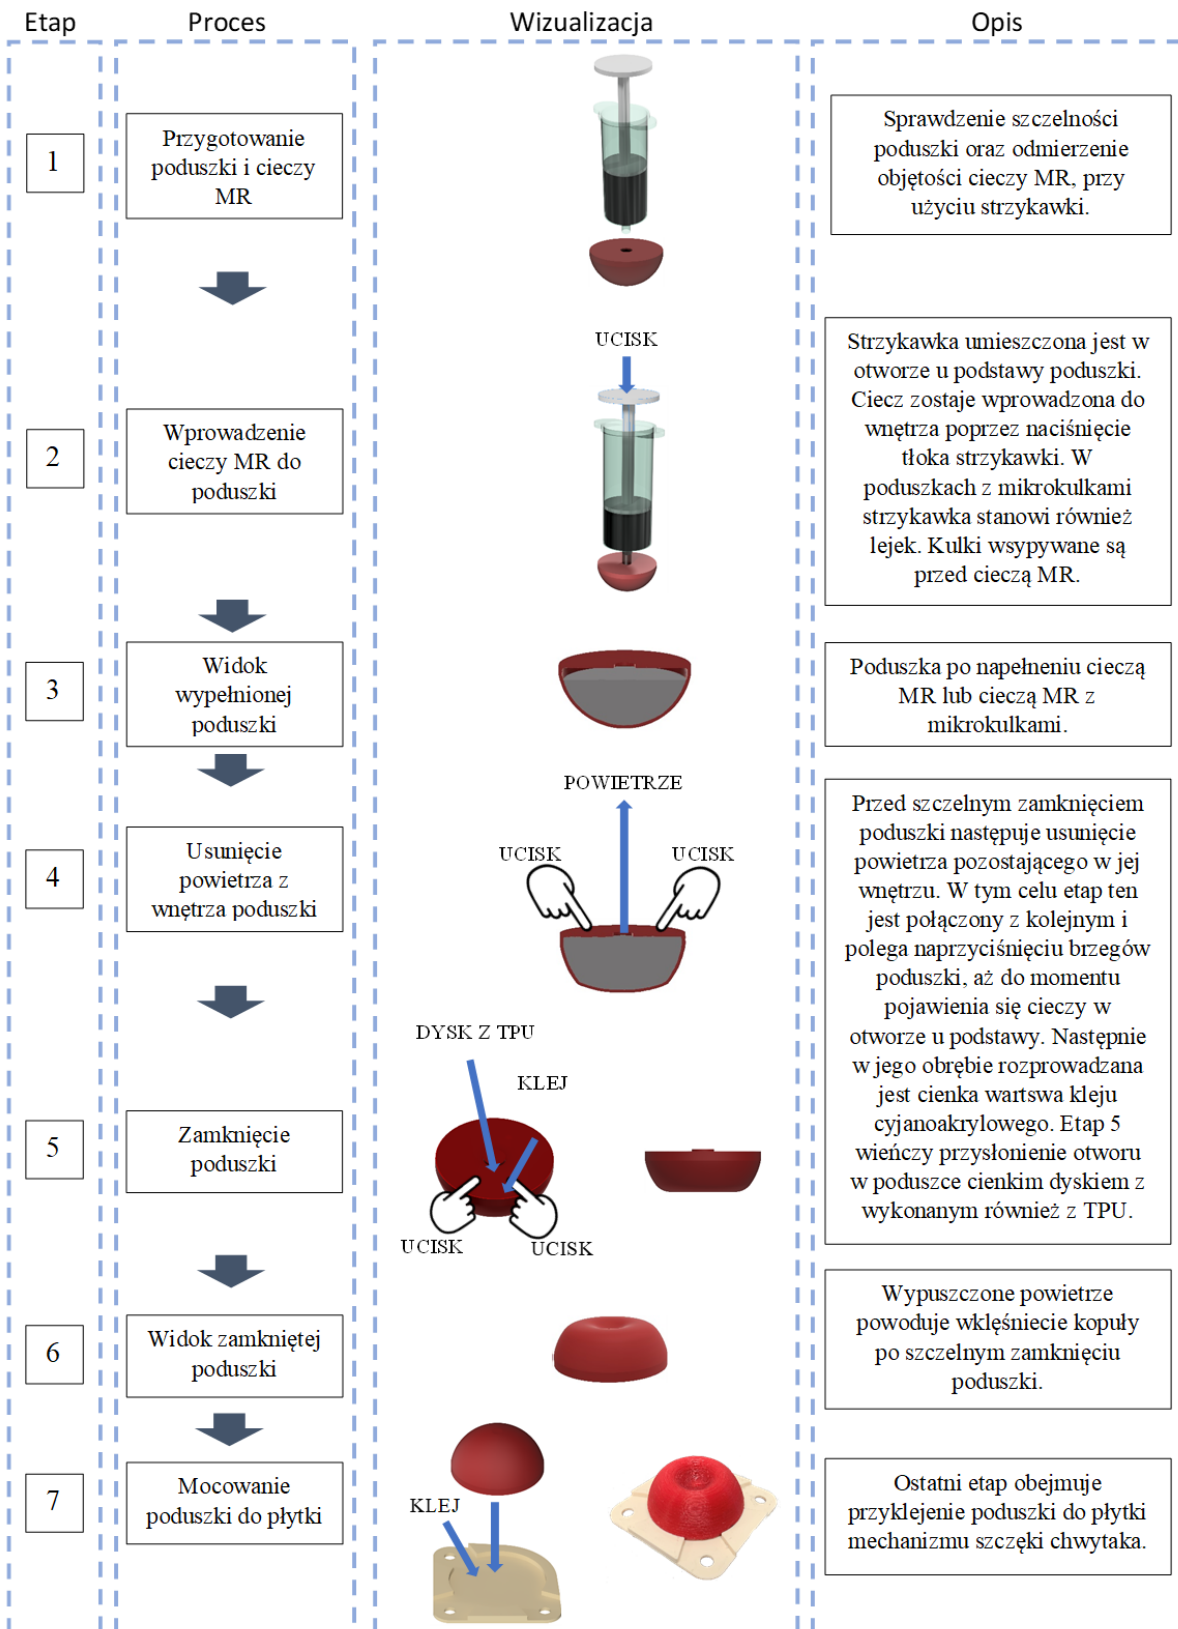 Etap
Proces
Wizualizacja
Opis
1
Przygotowanie
poduszki i cieczy
MR
Sprawdzenie szczelności
poduszki oraz odmierzenie
objętości cieczy MR, przy
użyciu strzykawki.
2
Wprowadzenie
cieczy MR do
poduszki
UCISK
Strzykawka umieszczona jest w
otworze u podstawy poduszki.
Ciecz zostaje wprowadzona do
wnętrza poprzez naciśnięcie
tłoka strzykawki. W
poduszkach z mikrokulkami
strzykawka stanowi również
lejek. Kulki wsypywane są
przed cieczą MR.
3
Widok
wypełnionej
poduszki
Poduszka po napełneniu cieczą
MR lub cieczą MR z
mikrokulkami.
4
Usunięcie
powietrza z
wnętrza poduszki
POWIETRZE
UCISK
UCISK
Przed szczelnym zamknięciem
poduszki następuje usunięcie
powietrza pozostającego w jej
wnętrzu. W tym celu etap ten
jest połączony z kolejnym i
polega naprzyciśnięciu brzegów
poduszki, aż do momentu
pojawienia się cieczy w
otworze u podstawy. Następnie
w jego obrębie rozprowadzana
jest cienka wartswa kleju
cyjanoakrylowego. Etap 5
wieńczy przysłonienie otworu
w poduszce cienkim dyskiem z
wykonanym również z TPU.
5
Zamknięcie
poduszki
DYSK Z TPU
KLEJ
UCISK
UCISK
6
Widok zamkniętej
poduszki
Wypuszczone powietrze
powoduje wklęśniecie kopuły
po szczelnym zamknięciu
poduszki.
7
Mocowanie
poduszki do płytki
KLEJ
Ostatni etap obejmuje
przyklejenie poduszki do płytki
mechanizmu szczęki chwytaka.